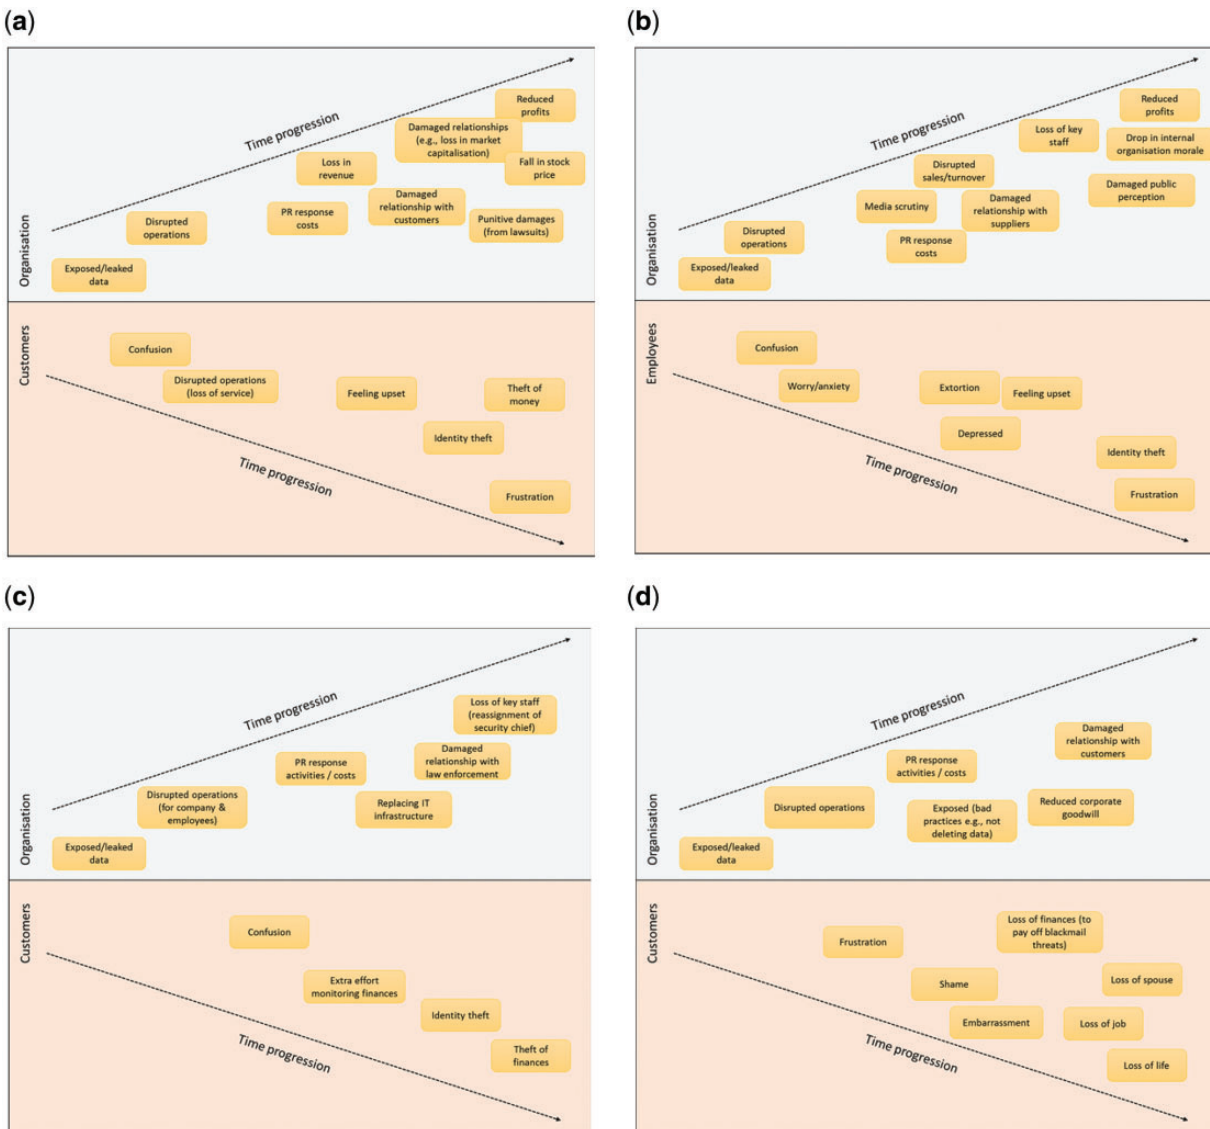 (a)
Organisation
Time progression
Reduced
profits
Damaged relationships
(e.g., loss in market
capitalisation)
Loss in
revenue
Fall in stock
price
Damaged
relationship with
customers
PR response
costs
Punitive damages
(from lawsuits)
Disrupted
operations
Exposed/leaked
data
Customers
Confusion
Disrupted operations
(loss of service)
Feeling upset
Theft of
money
Identity theft
Time progression
Frustration
(b)
Organisation
Time progression
Reduced
profits
Loss of key
staff
Drop in internal
organisation morale
Disrupted
sales/turnover
Damaged public
perception
Media scrutiny
Damaged
relationship with
suppliers
Disrupted
operations
PR response
costs
Exposed/leaked
data
Employees
Confusion
Worry/anxiety
Extortion
Feeling upset
Depressed
Identity theft
Time progression
Frustration
(c)
Organisation
Time progression
Loss of key staff
(reassignment of
security chief)
Damaged
relationship with
law enforcement
PR response
activities / costs
Disrupted operations
(for company &
employees)
Replacing IT
infrastructure
Exposed/leaked
data
Customers
Confusion
Extra effort
monitoring finances
Identity theft
Theft of
finances
Time progression
(d)
Organisation
Time progression
Damaged
relationship with
customers
PR response
activities / costs
Disrupted operations
Exposed (bad
practices e.g., not
deleting data)
Reduced corporate
goodwill
Exposed/leaked
data
Customers
Loss of finances (to
pay off blackmail
threats)
Frustration
Shame
Loss of spouse
Embarrassment
Loss of job
Time progression
Loss of life